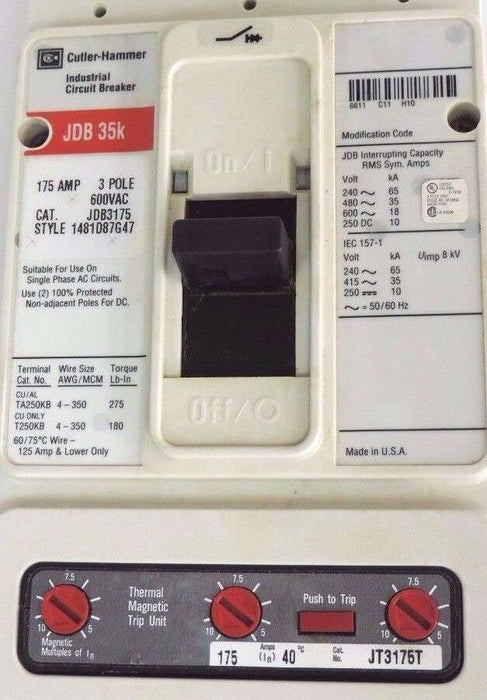 Cutler-Hammer
Industrial
Circuit Breaker
JDB 35k
175 AMP 3 POLE
600VAC
CAT. JDB3175
STYLE 1481D87G47
Suitable For Use On
Single Phase AC Circuits.
Use (2) 100% Protected
Non-adjacent Poles For DC.
Terminal Wire Size Torque
Cat. No. AWG/MCM Lb-In
CU/AL
TA250KB 4-350 275
CU ONLY
T250KB 4-350 180
60/75°C Wire –
125 Amp & Lower Only
On/I
Off/O
6611 C11 H10
Modification Code
JDB Interrupting Capacity
RMS Sym. Amps
Volt kA
240 ~ 65
480 ~ 35
600 ~ 18
250 DC 10
IEC 157-1
Volt kA Uimp 8 kV
240 ~ 65
415 ~ 35
250 ⎓ 10
~ = 50/60 Hz
Made in U.S.A.
7.5
10 5
Magnetic
Multiples of In
Thermal
Magnetic
Trip Unit
7.5
10 5
Push to Trip
7.5
10 5
175 Amps (In) 40 °C Cat. No. JT3175T